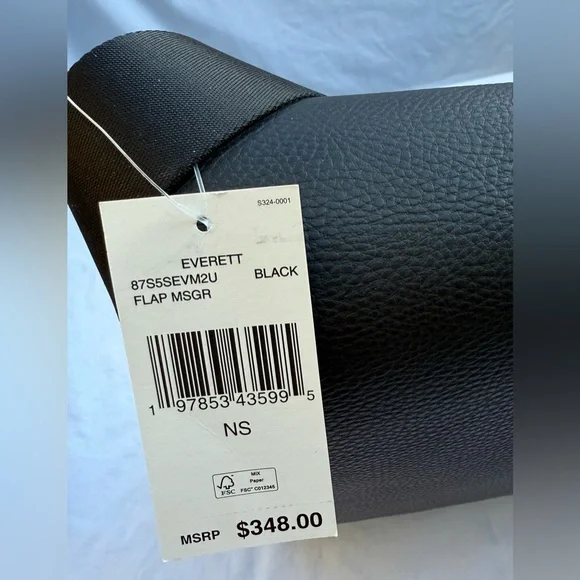 S324-0001
EVERETT
87S5SEVM2U BLACK
FLAP MSGR
1 97853 43599 5
NS
FSC
MIX
Paper
FSC® C012345
MSRP $348.00